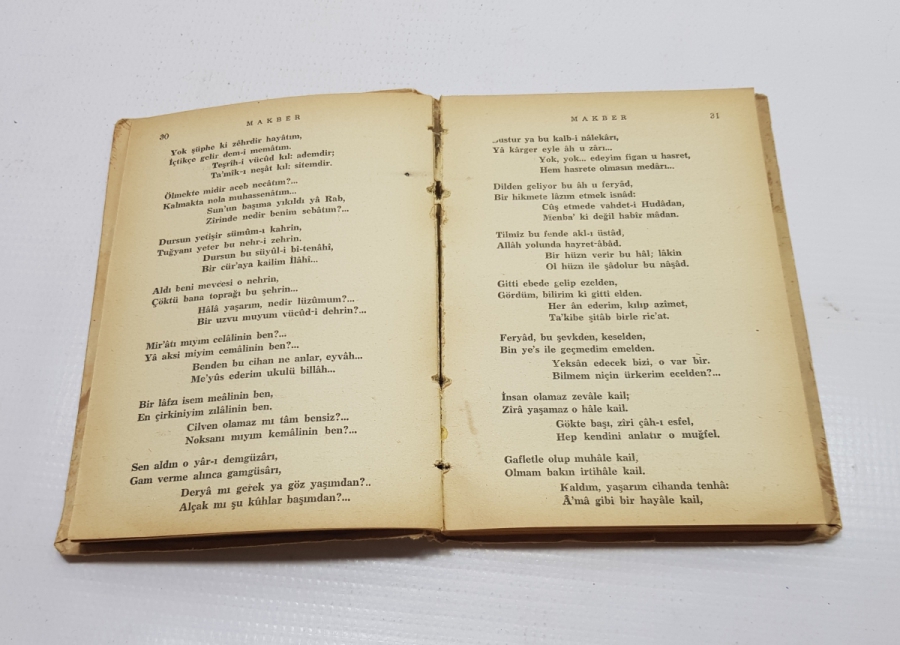 30
MAKBER
Yok şüphe ki zehrdir hayâtım,
İçtikçe gelir dem-i memâtım.
Teşrih-i vücûd kıl: ademdir;
Ta'mik-ı neşât kıl: sitemdir.
Ölmekte midir aceb necâtım?...
Kalmakta nola muhassenâtım...
Sun'un başıma yıkıldı yâ Rab,
Zirinde nedir benim sebâtım?...
Dursun yetişir sümûm-ı kahrin,
Tuğyanı yeter bu nehr-i zehrin.
Dursun bu süyûl-i bi-tenâhî,
Bir cür'aya kailim İlâhi...
Aldı beni mevcesi o nehrin,
Çöktü bana toprağı bu şehrin...
Hâlâ yaşarım, nedir lüzûmum?...
Bir uzvu muyum vücûd-i dehrin?...
Mir'âtı mıyım celâlinin ben?...
Yâ aksi miyim cemâlinin ben?...
Benden bu cihan ne anlar, eyvah...
Me'yûs ederim ukulü billâh...
Bir lâfzı isem meâlinin ben,
En çirkiniyim zılâlinin ben.
Cilven olamaz mı tâm bensiz?...
Noksanı mıyım kemâlinin ben?...
Sen aldın o yâr-ı demgüzârı,
Gam verme alınca gamgüsârı,
Deryâ mı gerek ya göz yaşımdan?..
Alçak mı şu kûhlar başımdan?...
MAKBER
31
ya bu kalb-i nâlekârı,
Yâ kârger eyle âh u zârı...
Yok, yok... edeyim figan u hasret,
Hem hasrete olmasın medârı...
Dilden geliyor bu âh u feryâd,
Bir hikmete lâzım etmek isnâd:
Cûş etmede vahdet-i Hudâdan,
Menba' ki değil habîr mâdan.
Tilmiz bu fende akl-ı üstâd,
Allâh yolunda hayret-âbâd.
Bir hüzn verir bu hâl; lâkin
Ol hüzn ile şâdolur bu nâşâd.
Gitti ebede gelip ezelden,
Gördüm, bilirim ki gitti elden.
Her ân ederim, kılıp azimet,
Ta'kibe şitâb birle ric'at.
Feryâd, bu şevkden, keselden,
Bin ye's ile geçmedim emelden.
Yeksân edecek bizi, o var bir.
Bilmem niçin ürkerim ecelden?...
İnsan olamaz zevâle kail;
Zirâ yaşamaz o hâle kail.
Gökte başı, zîri çâh-ı esfel,
Hep kendini anlatır o muğfel.
Gafletle olup muhâle kail,
Olmam bakın irtihâle kail.
Kaldım, yaşarım cihanda tenhâ:
Â'mâ gibi bir hayâle kail,